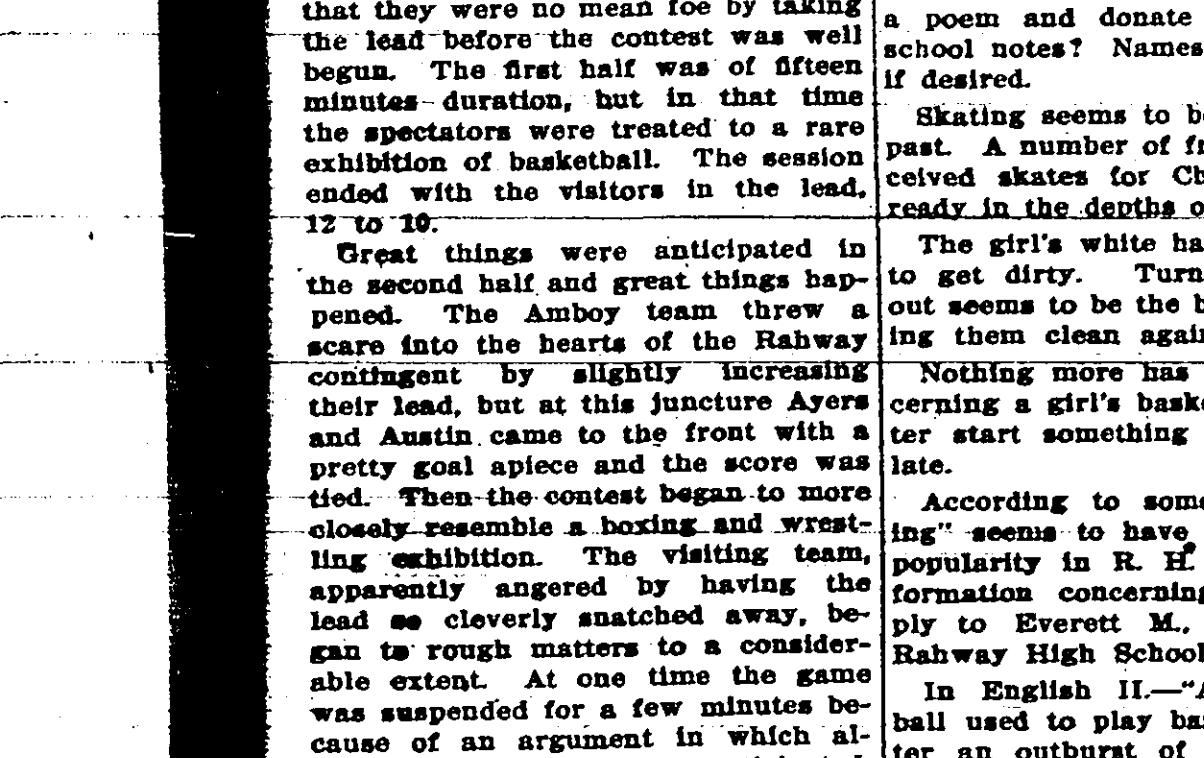 that they were no mean foe by taking
the lead before the contest was well
begun. The first half was of fifteen
minutes duration, but in that time
the spectators were treated to a rare
exhibition of basketball. The session
ended with the visitors in the lead,
12 to 10.
Great things were anticipated in
the second half and great things hap-
pened. The Amboy team threw a
scare into the hearts of the Rahway
contingent by slightly increasing
their lead, but at this juncture Ayers
and Austin came to the front with a
pretty goal apiece and the score was
tied. Then the contest began to more
closely resemble a boxing and wrest-
ling exhibition. The visiting team,
apparently angered by having the
lead so cleverly snatched away, be-
gan to rough matters to a consider-
able extent. At one time the game
was suspended for a few minutes be-
cause of an argument in which al-
a poem and donate
school notes? Names
if desired.
Skating seems to
past. A number of
ceived skates for
ready in the depths
The girl's white
to get dirty. Turn
out seems to be the
ing them clean
Nothing more has
cerning a girl's
ter start something
late.
According to
ing" seems to have
popularity in R. H.
formation concerning
ply to Everett M.,
Rahway High School
In English II.—
ball used to play
ter an outburst of